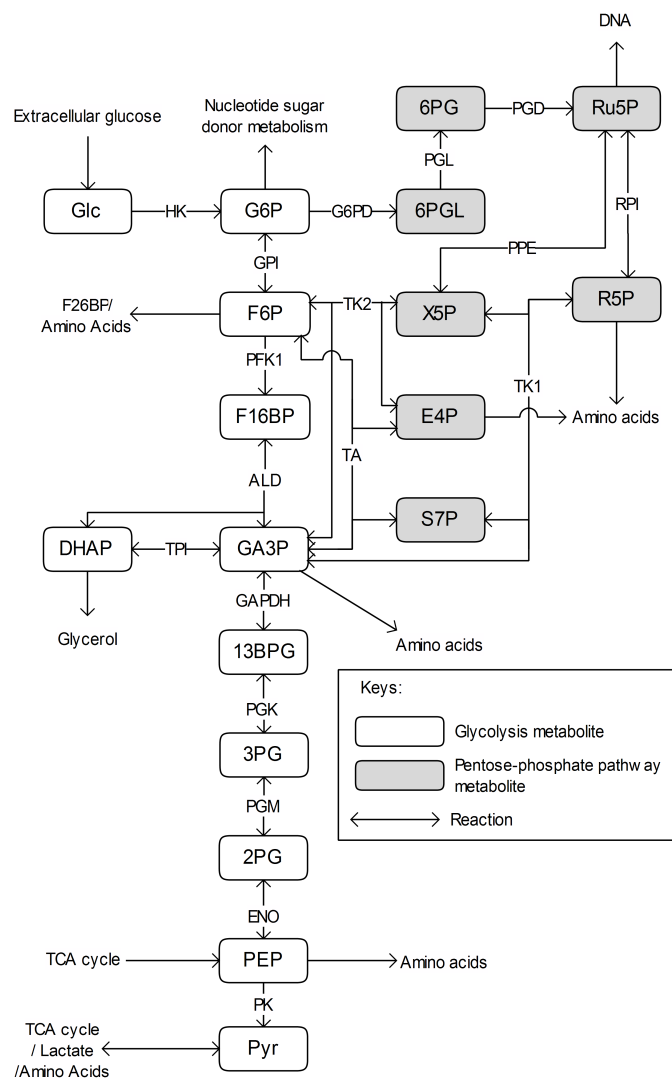 DNA
6PG
PGD
Ru5P
Extracellular glucose
Nucleotide sugar
donor metabolism
PGL
Glc
HK
G6P
G6PD
6PGL
RPI
GPI
PPE
F26BP/
Amino Acids
F6P
TK2
X5P
R5P
PFK1
TK1
F16BP
E4P
Amino acids
ALD
TA
S7P
DHAP
TPI
GA3P
GAPDH
Glycerol
Amino acids
13BPG
PGK
3PG
PGM
2PG
ENO
Keys:
Glycolysis metabolite
Pentose-phosphate pathway
metabolite
Reaction
TCA cycle
PEP
Amino acids
PK
TCA cycle
/ Lactate
/Amino Acids
Pyr